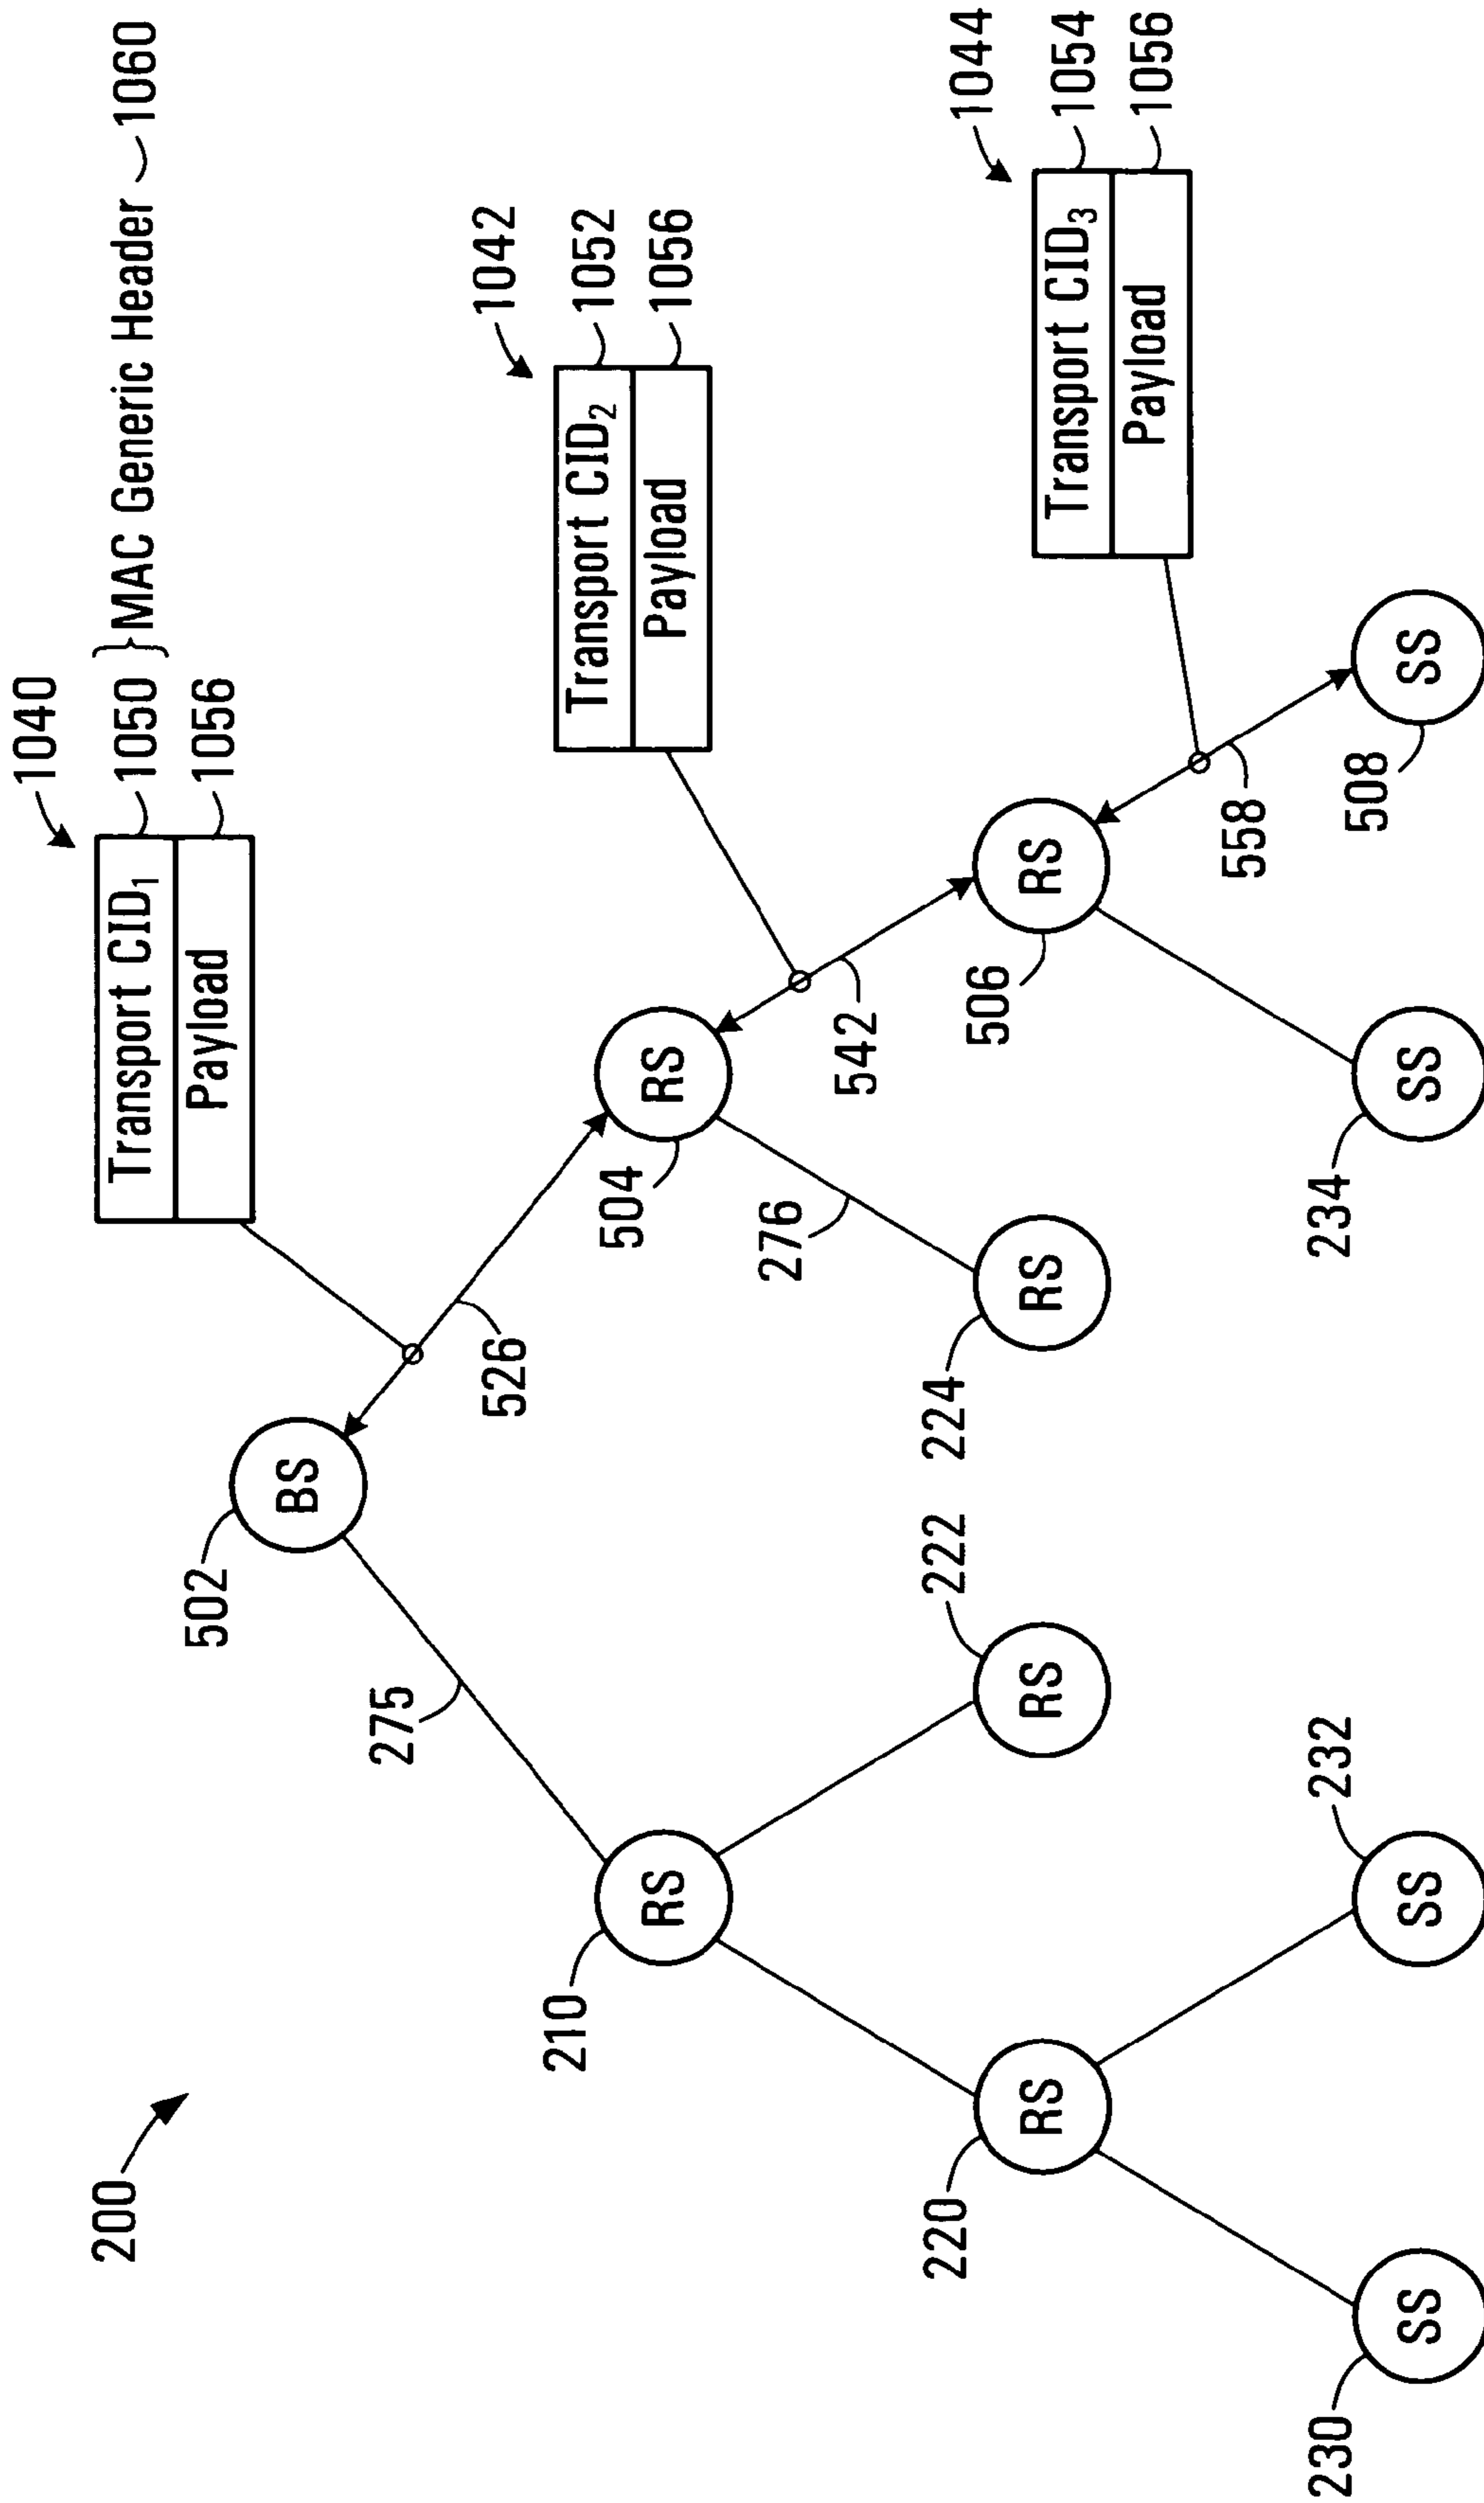 200
1040
Transport CID₁
1050
} MAC Generic Header
1060
Payload
1056
502
BS
275
526
1042
Transport CID₂
1052
Payload
1056
210
RS
504
RS
276
542
1044
Transport CID₃
1054
Payload
1056
220
RS
222
RS
224
RS
506
RS
558
230
SS
232
SS
234
SS
508
SS